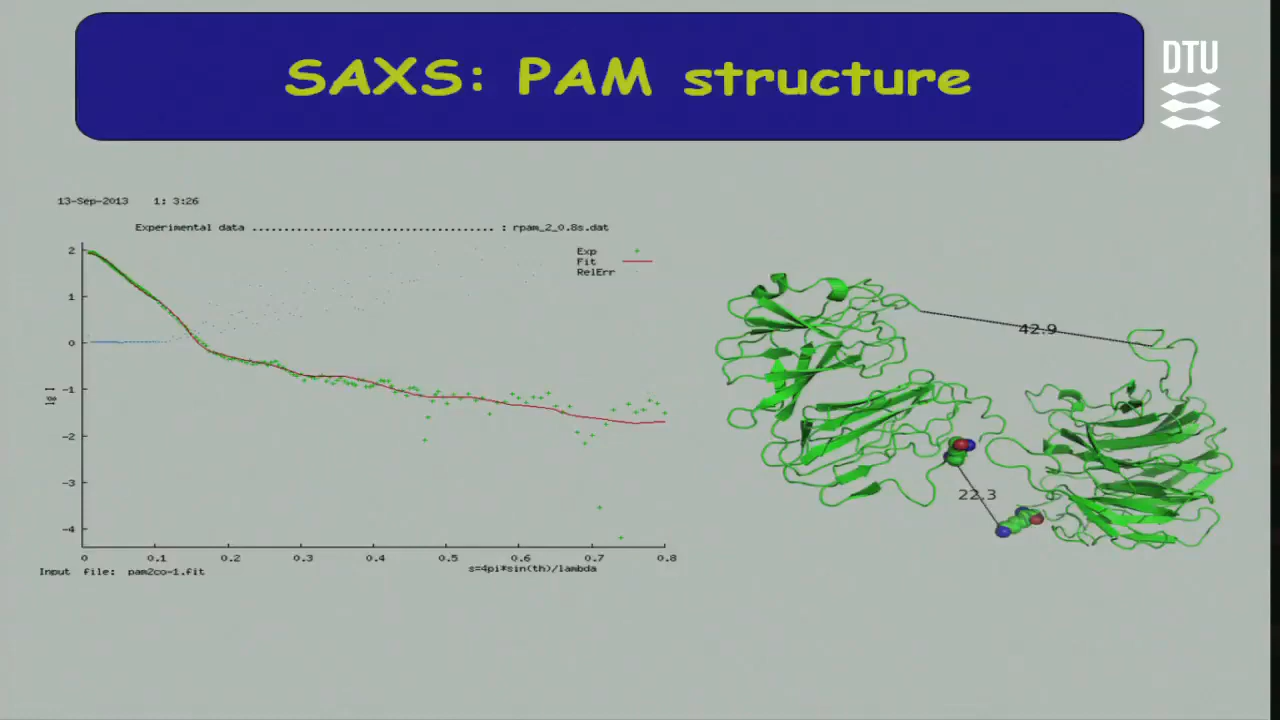 SAXS: PAM structure
DTU
13-Sep-2013 1: 3:26
Experimental data .................................. : rpam_2_0.8s.dat
Exp
Fit
RelErr
2
1
0
-1
-2
-3
-4
lg I
0 0.1 0.2 0.3 0.4 0.5 0.6 0.7 0.8
s=4pi*sin(th)/lambda
Input file: pam2co-1.fit
42.9
22.3